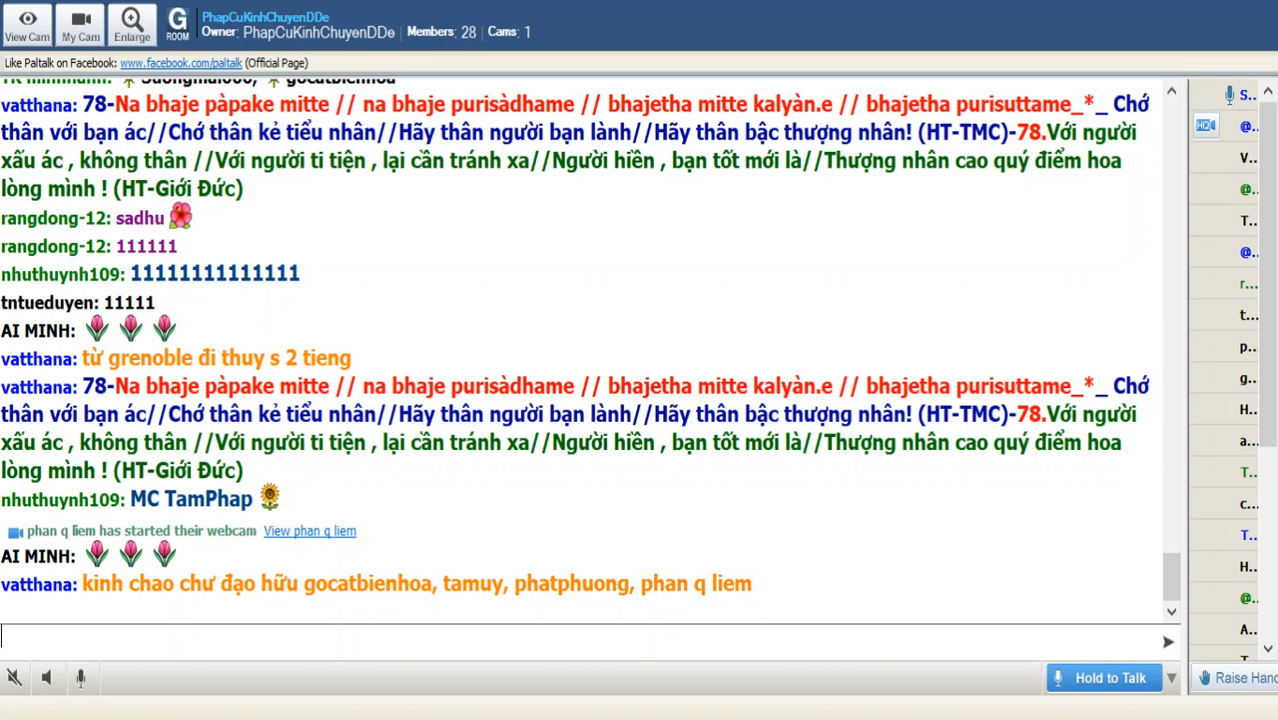 View Cam
My Cam
Enlarge
G
ROOM
PhapCuKinhChuyenDDe
Owner: PhapCuKinhChuyenDDe | Members: 28 | Cams: 1
Like Paltalk on Facebook: www.facebook.com/paltalk (Official Page)
vatthana: 78-Na bhaje pàpake mitte // na bhaje purisàdhame // bhajetha mitte kalyàn.e // bhajetha purisuttame_*_ Chớ
thân với bạn ác//Chớ thân kẻ tiểu nhân//Hãy thân người bạn lành//Hãy thân bậc thượng nhân! (HT-TMC)-78.Với người
xấu ác , không thân //Với người ti tiện , lại cần tránh xa//Người hiền , bạn tốt mới là//Thượng nhân cao quý điểm hoa
lòng mình ! (HT-Giới Đức)
rangdong-12: sadhu
rangdong-12: 111111
nhuthuynh109: 11111111111111
tntueduyen: 11111
AI MINH:
vatthana: từ grenoble đi thuy s 2 tieng
vatthana: 78-Na bhaje pàpake mitte // na bhaje purisàdhame // bhajetha mitte kalyàn.e // bhajetha purisuttame_*_ Chớ
thân với bạn ác//Chớ thân kẻ tiểu nhân//Hãy thân người bạn lành//Hãy thân bậc thượng nhân! (HT-TMC)-78.Với người
xấu ác , không thân //Với người ti tiện , lại cần tránh xa//Người hiền , bạn tốt mới là//Thượng nhân cao quý điểm hoa
lòng mình ! (HT-Giới Đức)
nhuthuynh109: MC TamPhap
phan q liem has started their webcam View phan q liem
AI MINH:
vatthana: kinh chao chư đạo hữu gocatbienhoa, tamuy, phatphuong, phan q liem
S...
@..
V...
@..
T...
@..
r...
t...
p...
g...
H...
a...
T...
c...
T...
H...
@..
A...
Hold to Talk
Raise Hand